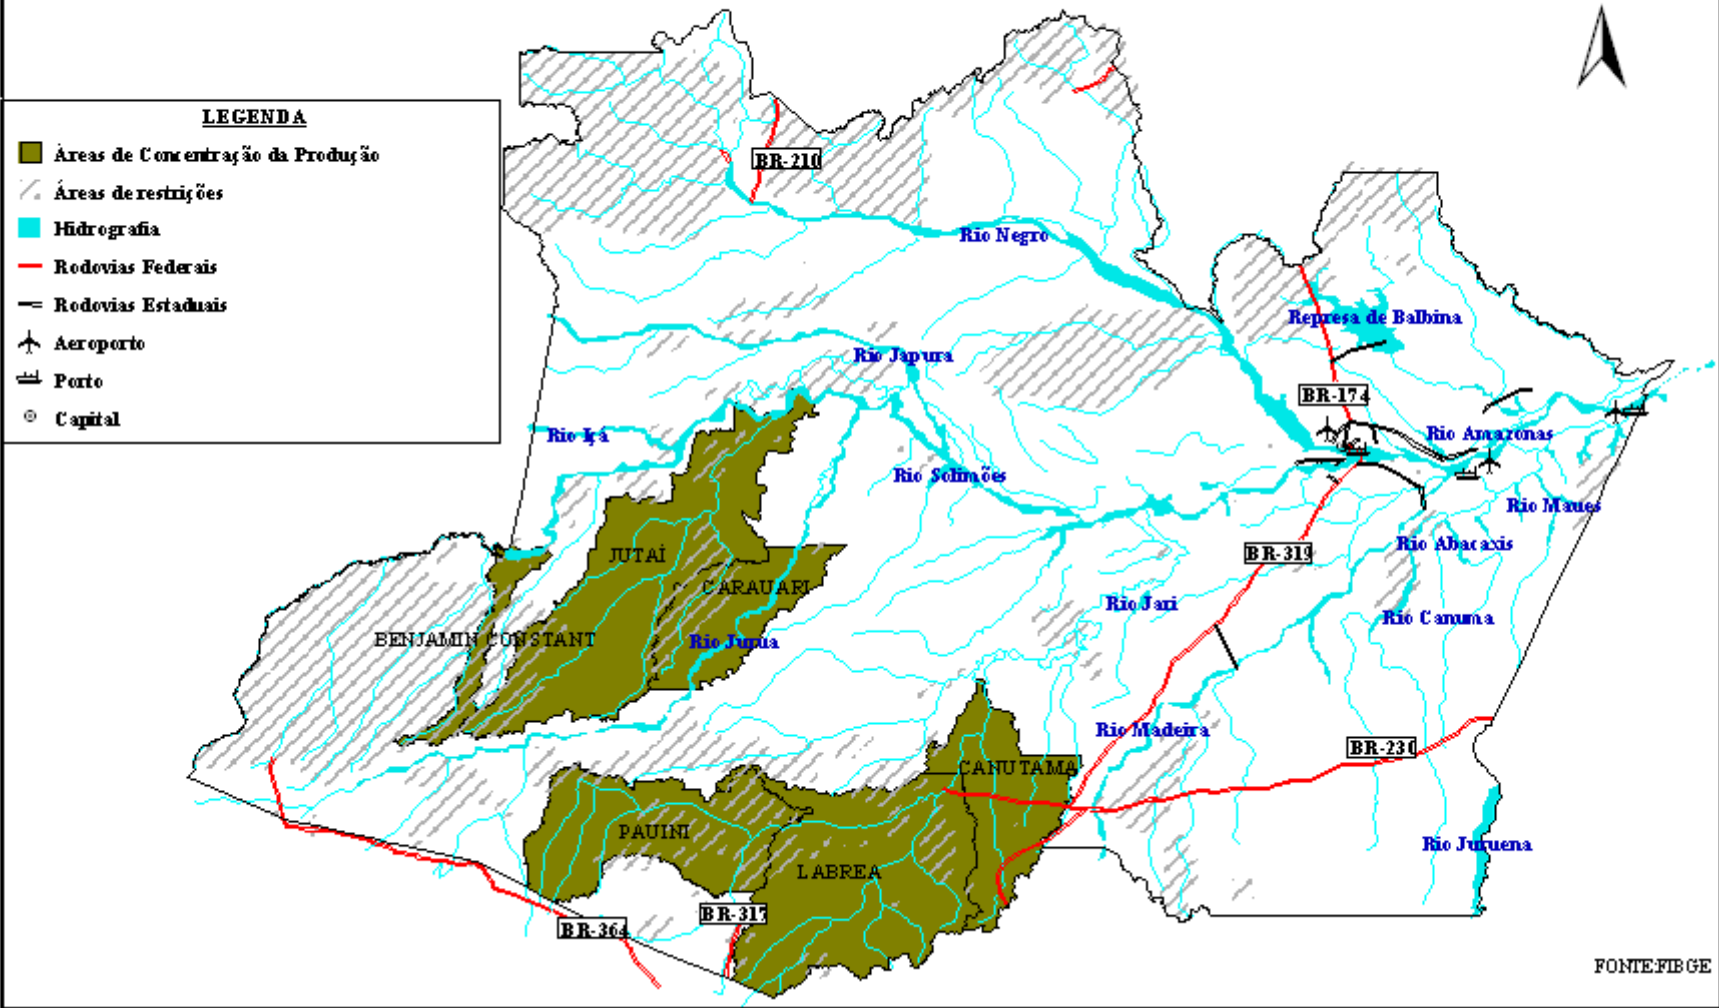 LEGENDA
Áreas de Concentração da Produção
Áreas de restrições
Hidrografia
Rodovias Federais
Rodovias Estaduais
Aeroporto
Porto
Capital
BR-210
Rio Negro
Represa de Balbina
Rio Japura
BR-174
Rio Içá
Rio Amazonas
Rio Solimões
Rio Maues
JUTAÍ
BR-319
Rio Abacaxis
CARAUARI
Rio Jari
Rio Canuma
BENJAMIN CONSTANT
Rio Jurua
Rio Madeira
BR-230
CANUTAMA
PAUINI
Rio Juruena
LABREA
BR-317
BR-364
FONTE:FIBGE